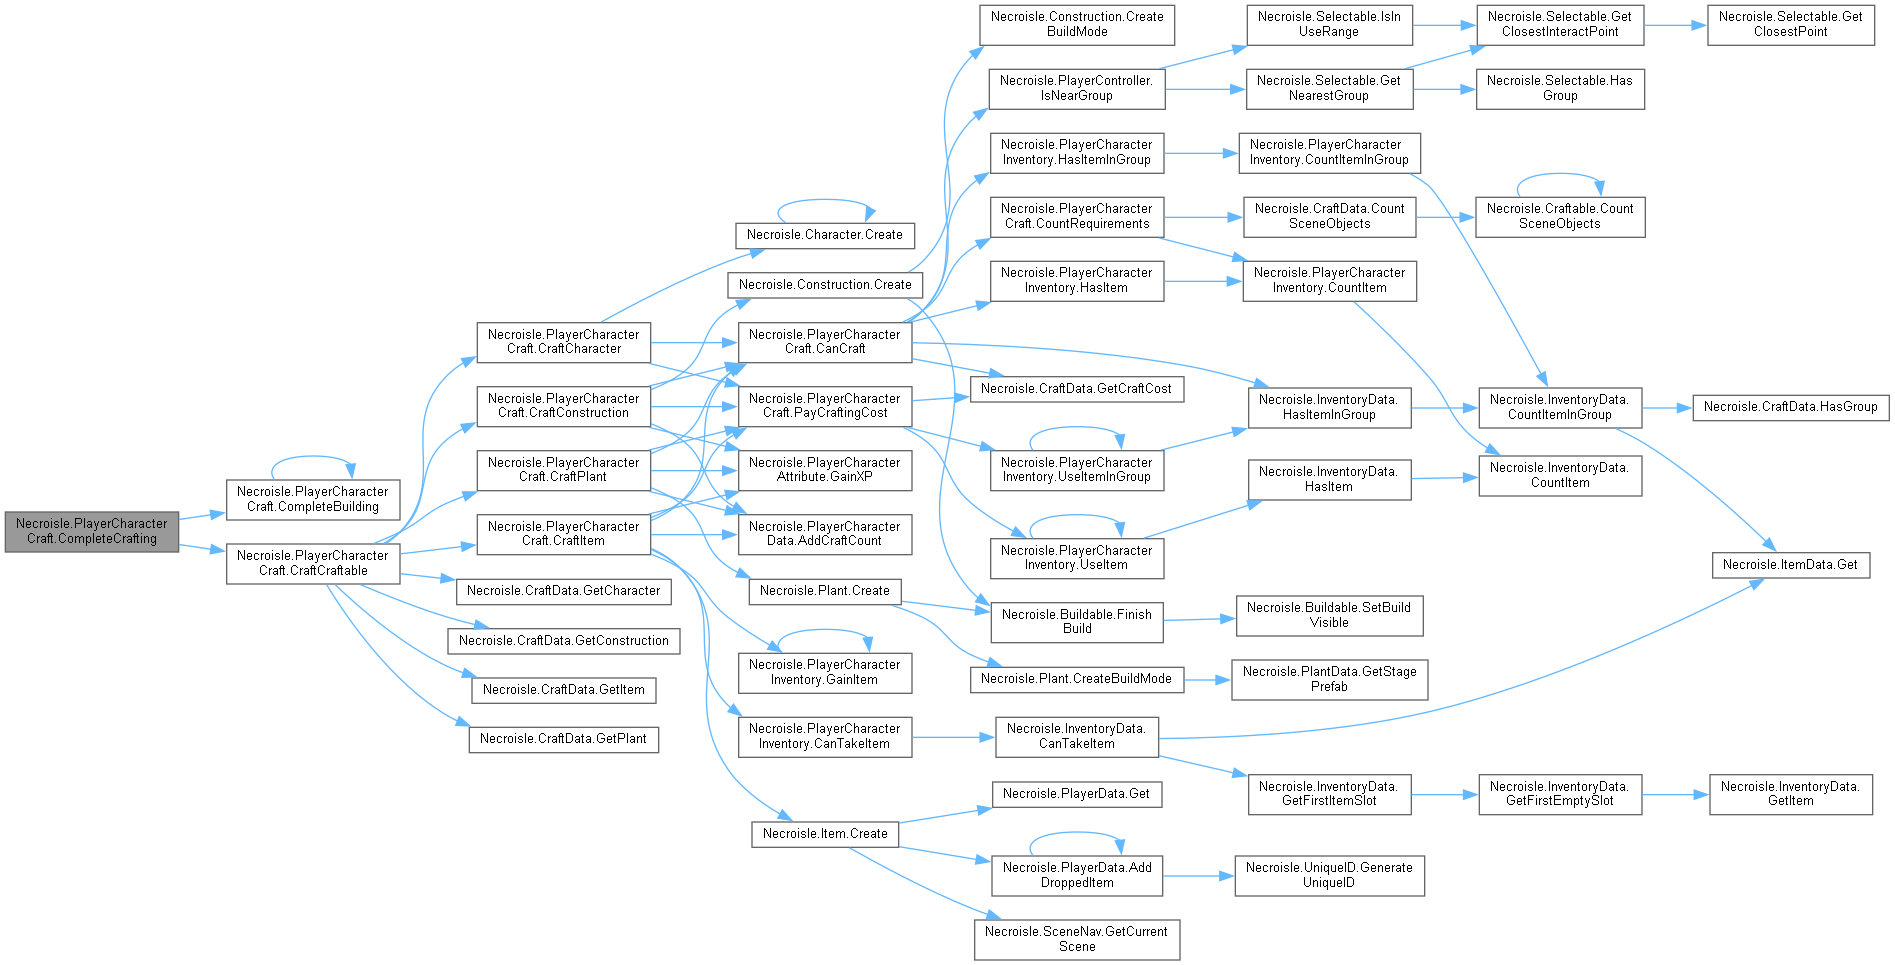 Necroisle.PlayerCharacter
Craft.CompleteCrafting
Necroisle.PlayerCharacter
Craft.CompleteBuilding
Necroisle.PlayerCharacter
Craft.CraftCraftable
Necroisle.PlayerCharacter
Craft.CraftCharacter
Necroisle.PlayerCharacter
Craft.CraftConstruction
Necroisle.PlayerCharacter
Craft.CraftPlant
Necroisle.PlayerCharacter
Craft.CraftItem
Necroisle.CraftData.GetCharacter
Necroisle.CraftData.GetConstruction
Necroisle.CraftData.GetItem
Necroisle.CraftData.GetPlant
Necroisle.Character.Create
Necroisle.Construction.Create
Necroisle.PlayerCharacter
Craft.CanCraft
Necroisle.PlayerCharacter
Craft.PayCraftingCost
Necroisle.PlayerCharacter
Attribute.GainXP
Necroisle.PlayerCharacter
Data.AddCraftCount
Necroisle.Plant.Create
Necroisle.PlayerCharacter
Inventory.GainItem
Necroisle.PlayerCharacter
Inventory.CanTakeItem
Necroisle.Item.Create
Necroisle.Construction.Create
BuildMode
Necroisle.PlayerController.
IsNearGroup
Necroisle.PlayerCharacter
Inventory.HasItemInGroup
Necroisle.PlayerCharacter
Craft.CountRequirements
Necroisle.PlayerCharacter
Inventory.HasItem
Necroisle.CraftData.GetCraftCost
Necroisle.PlayerCharacter
Inventory.UseItemInGroup
Necroisle.PlayerCharacter
Inventory.UseItem
Necroisle.Buildable.Finish
Build
Necroisle.Plant.CreateBuildMode
Necroisle.InventoryData.
CanTakeItem
Necroisle.PlayerData.Get
Necroisle.PlayerData.Add
DroppedItem
Necroisle.SceneNav.GetCurrent
Scene
Necroisle.Selectable.IsIn
UseRange
Necroisle.Selectable.Get
NearestGroup
Necroisle.PlayerCharacter
Inventory.CountItemInGroup
Necroisle.CraftData.Count
SceneObjects
Necroisle.PlayerCharacter
Inventory.CountItem
Necroisle.InventoryData.
HasItemInGroup
Necroisle.InventoryData.
HasItem
Necroisle.Buildable.SetBuild
Visible
Necroisle.PlantData.GetStage
Prefab
Necroisle.InventoryData.
GetFirstItemSlot
Necroisle.UniqueID.Generate
UniqueID
Necroisle.Selectable.Get
ClosestInteractPoint
Necroisle.Selectable.Has
Group
Necroisle.Craftable.Count
SceneObjects
Necroisle.InventoryData.
CountItemInGroup
Necroisle.InventoryData.
CountItem
Necroisle.InventoryData.
GetFirstEmptySlot
Necroisle.Selectable.Get
ClosestPoint
Necroisle.CraftData.HasGroup
Necroisle.ItemData.Get
Necroisle.InventoryData.
GetItem